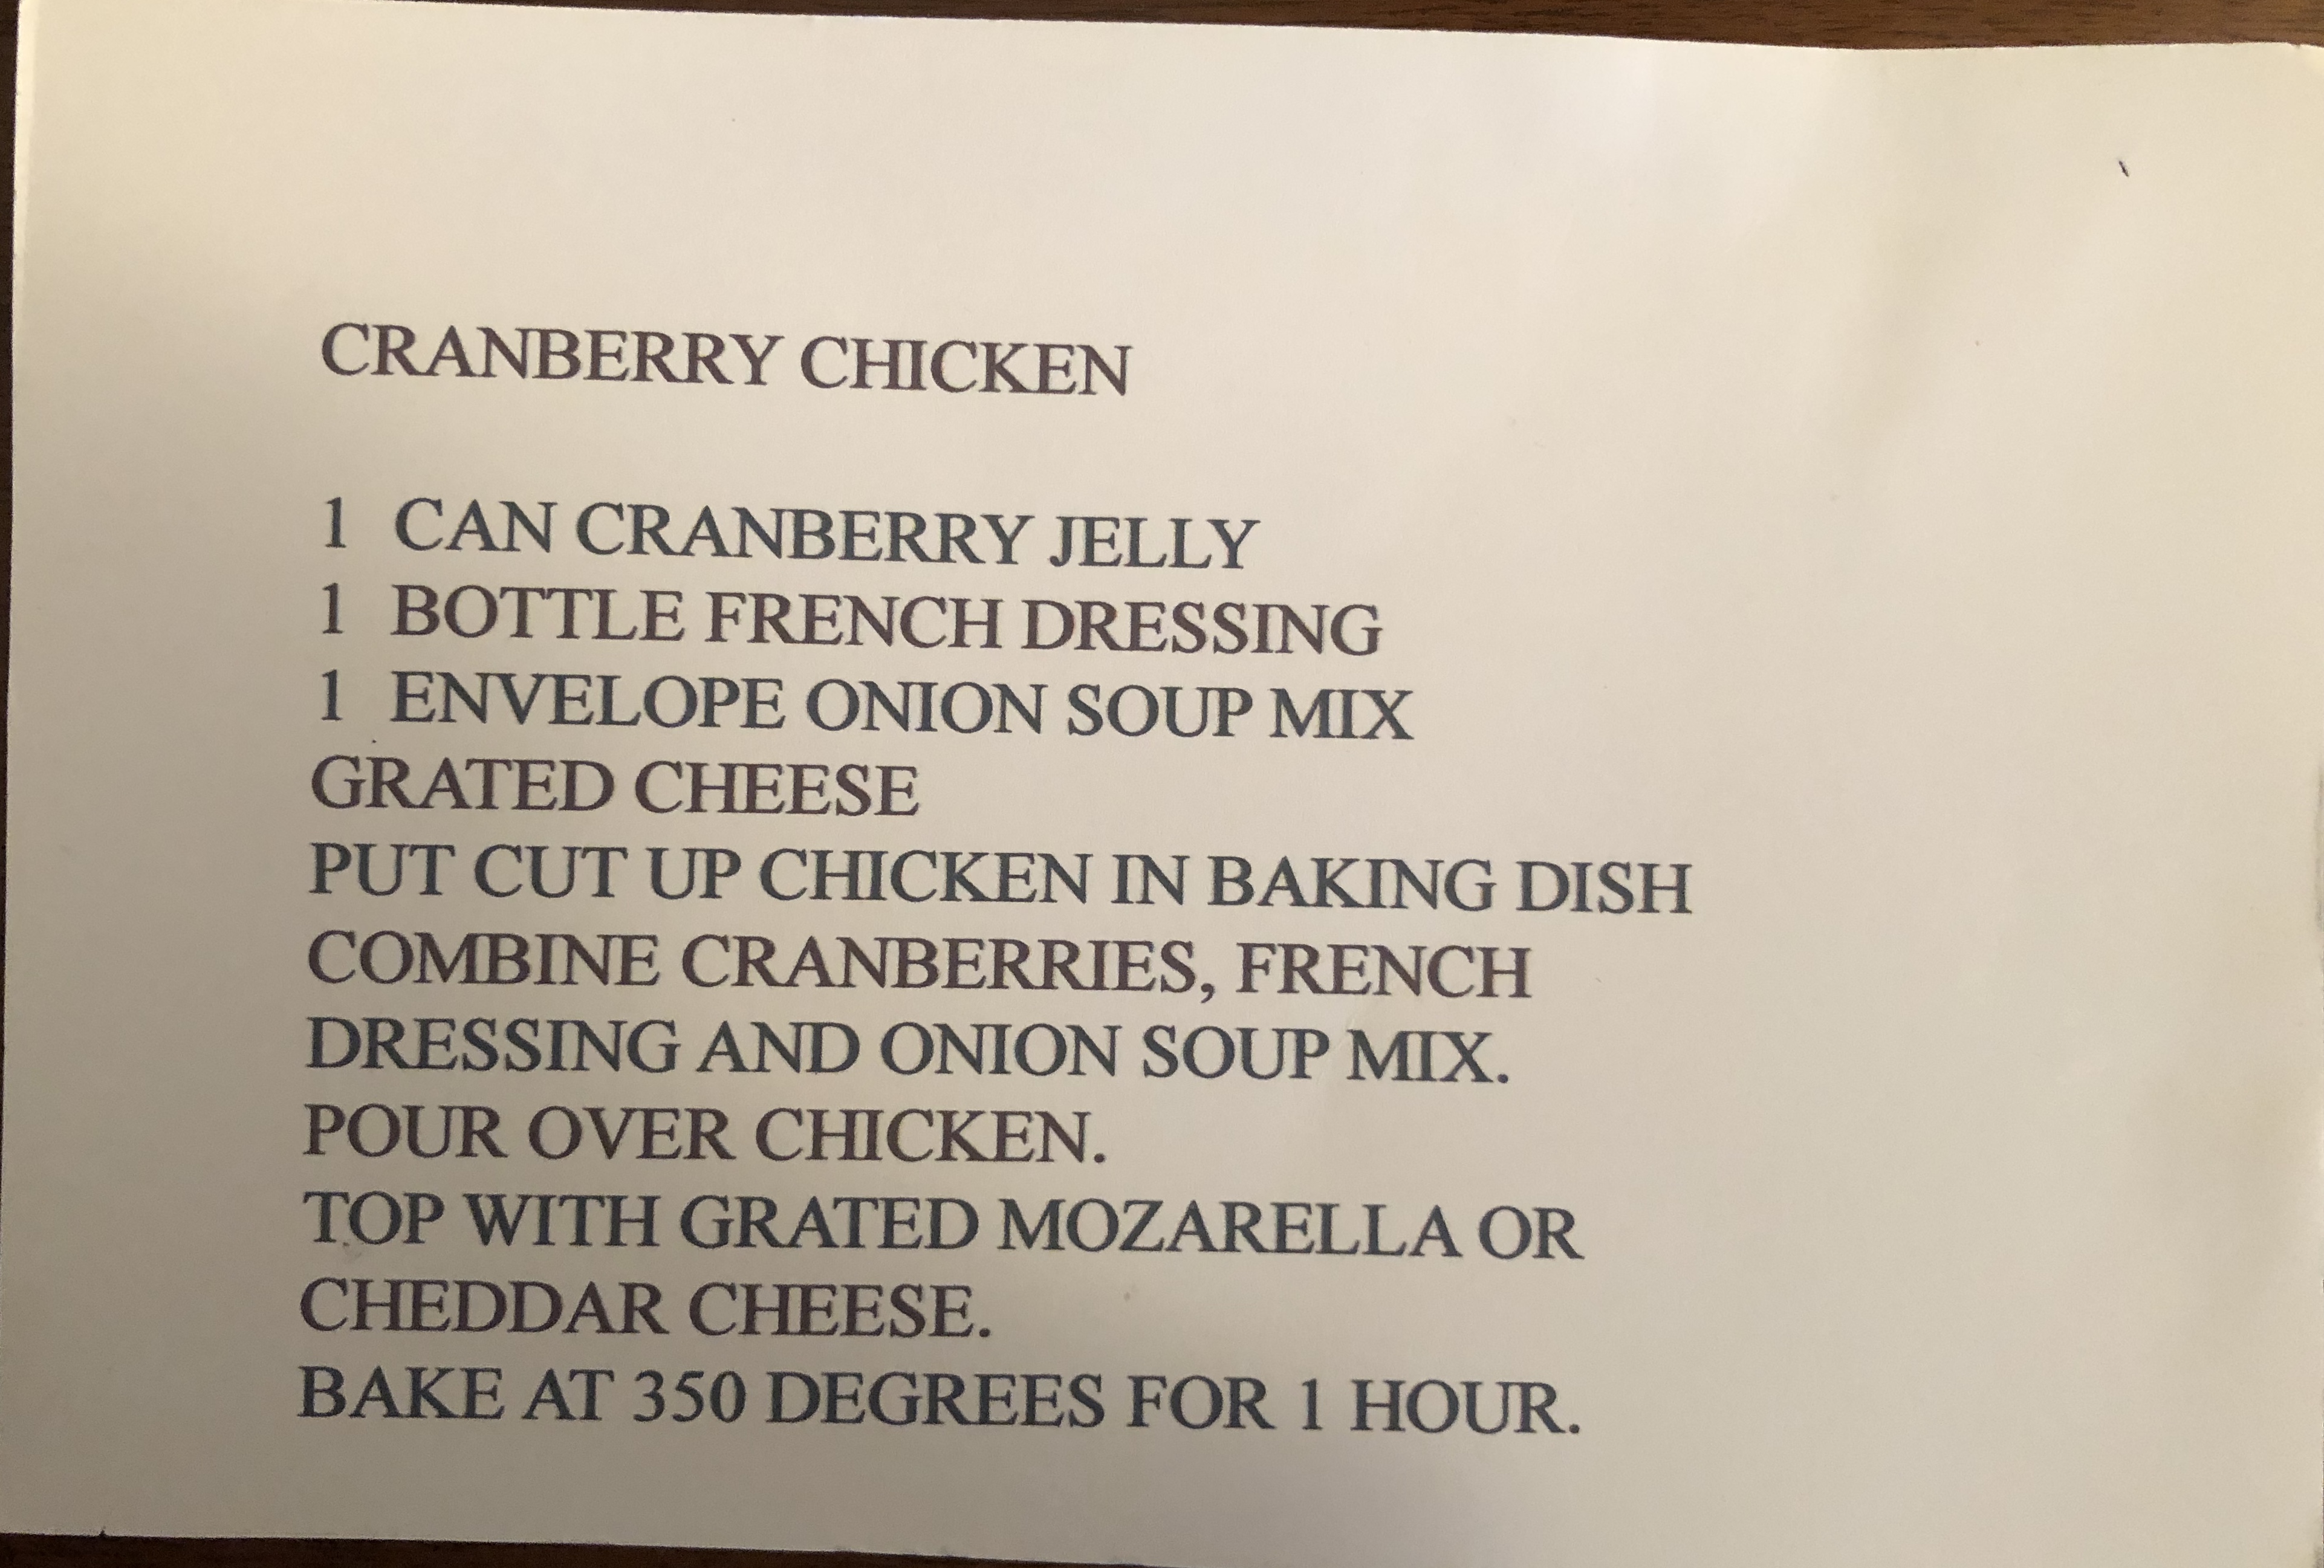 CRANBERRY CHICKEN
1 CAN CRANBERRY JELLY
1 BOTTLE FRENCH DRESSING
1 ENVELOPE ONION SOUP MIX
GRATED CHEESE
PUT CUT UP CHICKEN IN BAKING DISH
COMBINE CRANBERRIES, FRENCH
DRESSING AND ONION SOUP MIX.
POUR OVER CHICKEN.
TOP WITH GRATED MOZARELLA OR
CHEDDAR CHEESE.
BAKE AT 350 DEGREES FOR 1 HOUR.